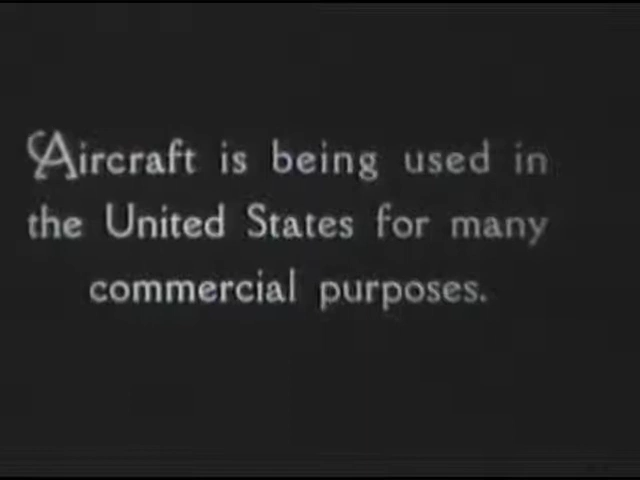 Aircraft is being used in
the United States for many
commercial purposes.